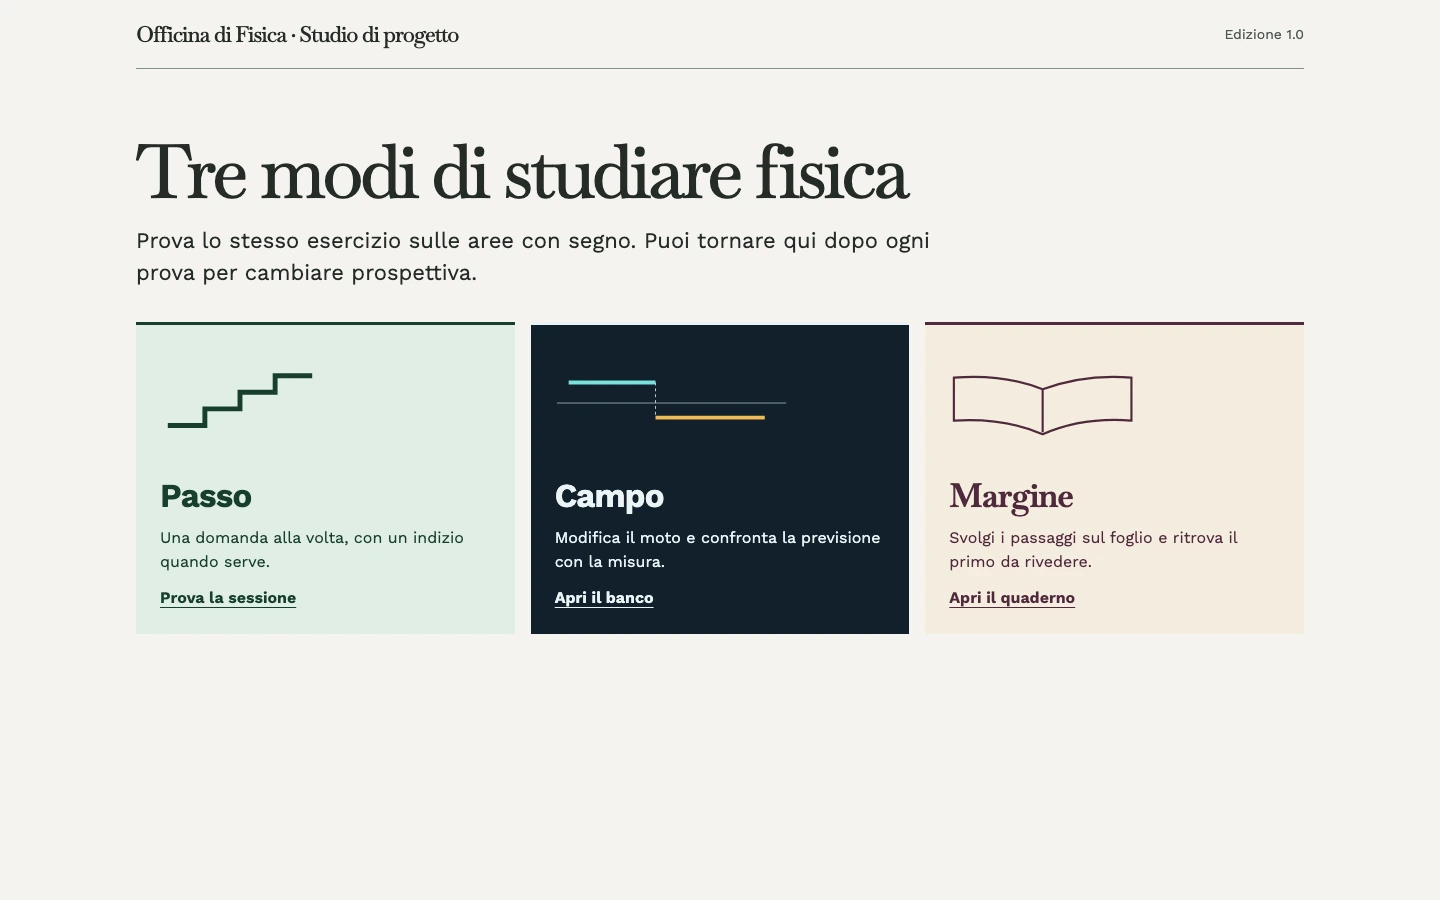 Officina di Fisica · Studio di progetto
Edizione 1.0
Tre modi di studiare fisica
Prova lo stesso esercizio sulle aree con segno. Puoi tornare qui dopo ogni
prova per cambiare prospettiva.
Passo
Una domanda alla volta, con un indizio
quando serve.
Prova la sessione
Campo
Modifica il moto e confronta la previsione
con la misura.
Apri il banco
Margine
Svolgi i passaggi sul foglio e ritrova il
primo da rivedere.
Apri il quaderno